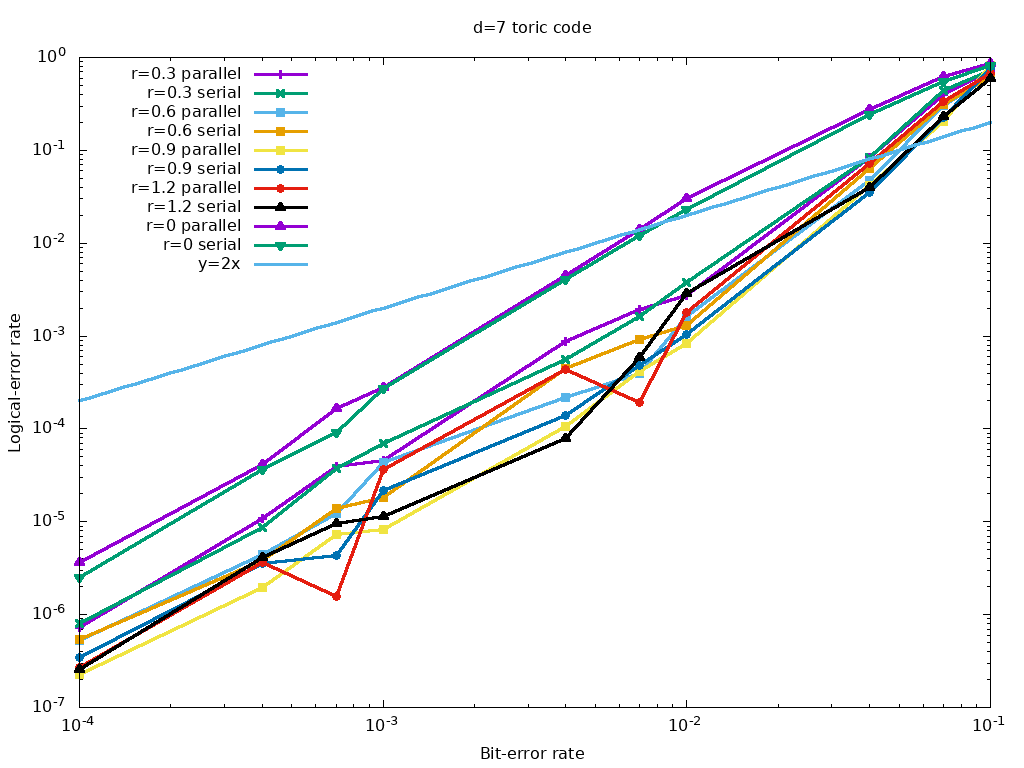 d=7 toric code
10^0
10^-1
10^-2
10^-3
10^-4
10^-5
10^-6
10^-7
Logical-error rate
r=0.3 parallel
r=0.3 serial
r=0.6 parallel
r=0.6 serial
r=0.9 parallel
r=0.9 serial
r=1.2 parallel
r=1.2 serial
r=0 parallel
r=0 serial
y=2x
10^-4 10^-3 10^-2 10^-1
Bit-error rate